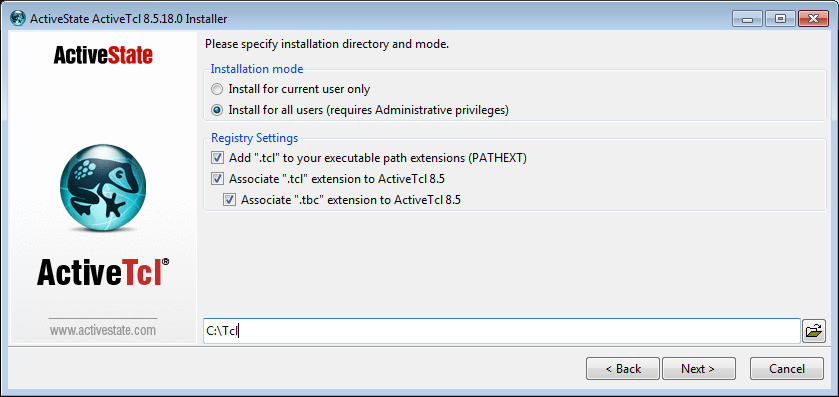 ActiveState ActiveTcl 8.5.18.0 Installer
ActiveState
Please specify installation directory and mode.
Installation mode
Install for current user only
Install for all users (requires Administrative privileges)
Registry Settings
Add ".tcl" to your executable path extensions (PATHEXT)
Associate ".tcl" extension to ActiveTcl 8.5
Associate ".tbc" extension to ActiveTcl 8.5
ActiveTcl®
www.activestate.com
C:\Tcl
< Back
Next >
Cancel